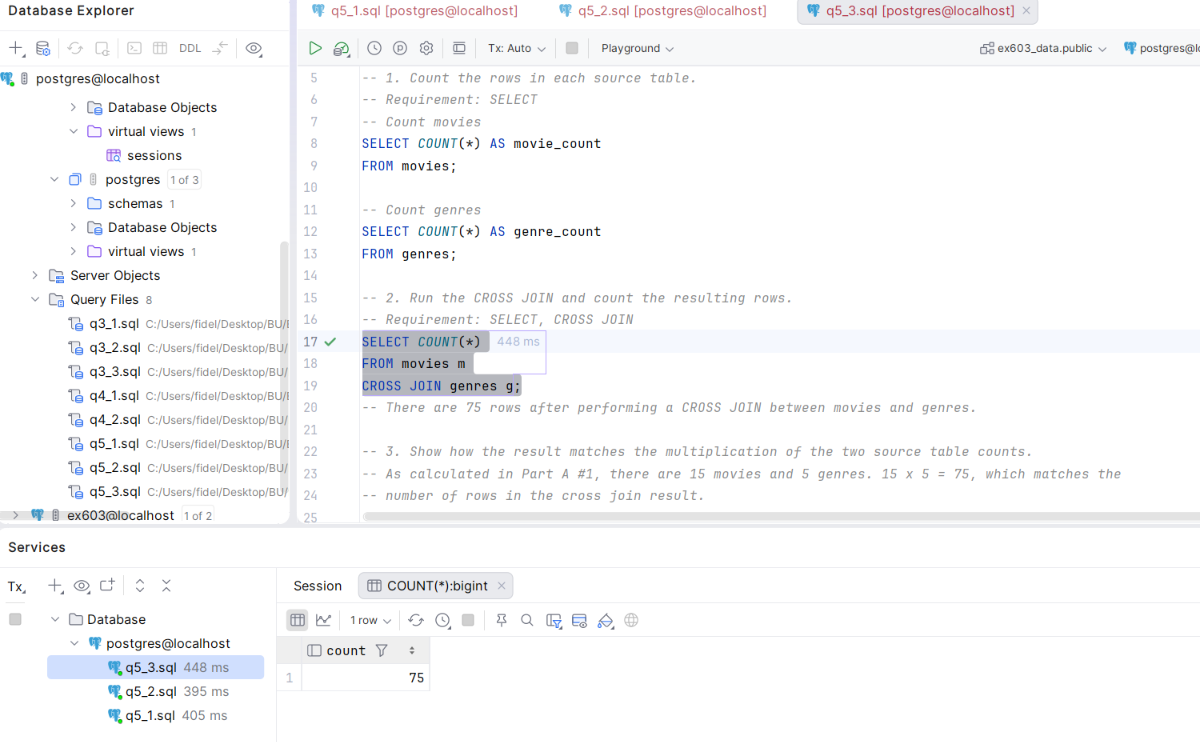 Database Explorer
q5_1.sql [postgres@localhost]
q5_2.sql [postgres@localhost]
q5_3.sql [postgres@localhost]
DDL
Tx: Auto
Playground
ex603_data.public
postgres@lo
postgres@localhost
Database Objects
virtual views 1
sessions
postgres 1 of 3
schemas 1
Database Objects
virtual views 1
Server Objects
Query Files 8
q3_1.sql C:/Users/fidel/Desktop/BU/E
q3_2.sql C:/Users/fidel/Desktop/BU/
q3_3.sql C:/Users/fidel/Desktop/BU/
q4_1.sql C:/Users/fidel/Desktop/BU/E
q4_2.sql C:/Users/fidel/Desktop/BU/
q5_1.sql C:/Users/fidel/Desktop/BU/E
q5_2.sql C:/Users/fidel/Desktop/BU/
q5_3.sql C:/Users/fidel/Desktop/BU/
ex603@localhost 1 of 2
5 -- 1. Count the rows in each source table.
6 -- Requirement: SELECT
7 -- Count movies
8 SELECT COUNT(*) AS movie_count
9 FROM movies;
10
11 -- Count genres
12 SELECT COUNT(*) AS genre_count
13 FROM genres;
14
15 -- 2. Run the CROSS JOIN and count the resulting rows.
16 -- Requirement: SELECT, CROSS JOIN
17 SELECT COUNT(*) 448 ms
18 FROM movies m
19 CROSS JOIN genres g;
20 -- There are 75 rows after performing a CROSS JOIN between movies and genres.
21
22 -- 3. Show how the result matches the multiplication of the two source table counts.
23 -- As calculated in Part A #1, there are 15 movies and 5 genres. 15 x 5 = 75, which matches the
24 -- number of rows in the cross join result.
25
Services
Tx
Database
postgres@localhost
q5_3.sql 448 ms
q5_2.sql 395 ms
q5_1.sql 405 ms
Session
COUNT(*):bigint
1 row
count
1 75